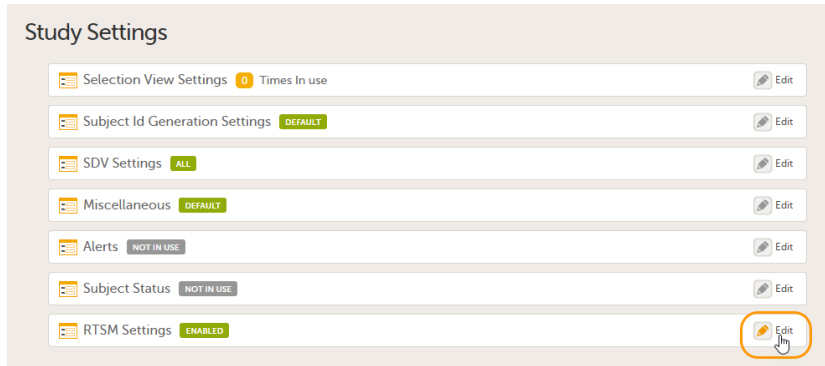 Study Settings
Selection View Settings 0 Times In use Edit
Subject Id Generation Settings DEFAULT Edit
SDV Settings ALL Edit
Miscellaneous DEFAULT Edit
Alerts NOT IN USE Edit
Subject Status NOT IN USE Edit
RTSM Settings ENABLED Edit